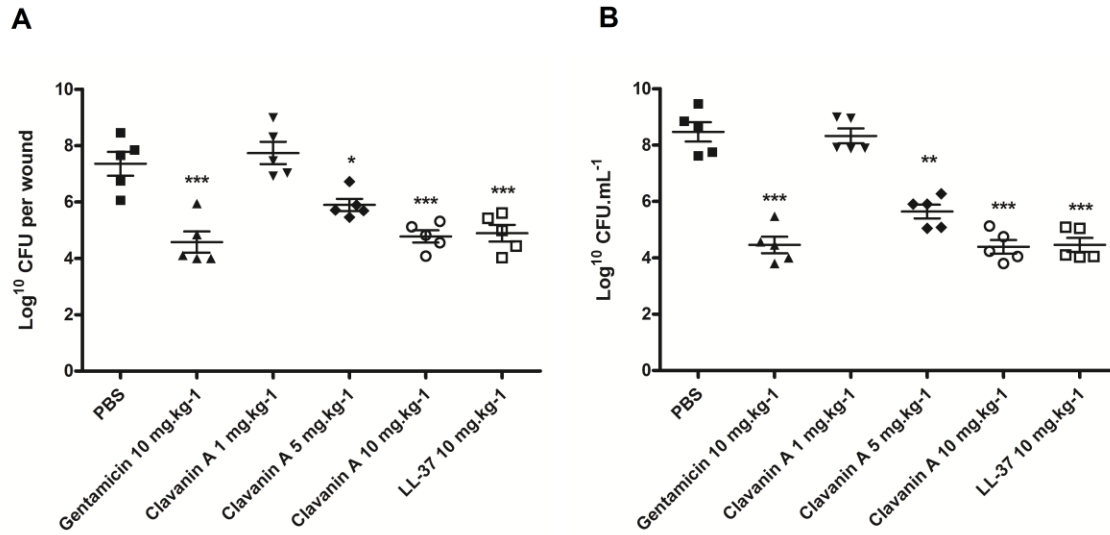 A
Log10 CFU per wound
10
8
6
4
2
0
***
*
***
***
PBS
Gentamicin 10 mg.kg-1
Clavanin A 1 mg.kg-1
Clavanin A 5 mg.kg-1
Clavanin A 10 mg.kg-1
LL-37 10 mg.kg-1
B
Log10 CFU.mL-1
10
8
6
4
2
0
***
**
***
***
PBS
Gentamicin 10 mg.kg-1
Clavanin A 1 mg.kg-1
Clavanin A 5 mg.kg-1
Clavanin A 10 mg.kg-1
LL-37 10 mg.kg-1